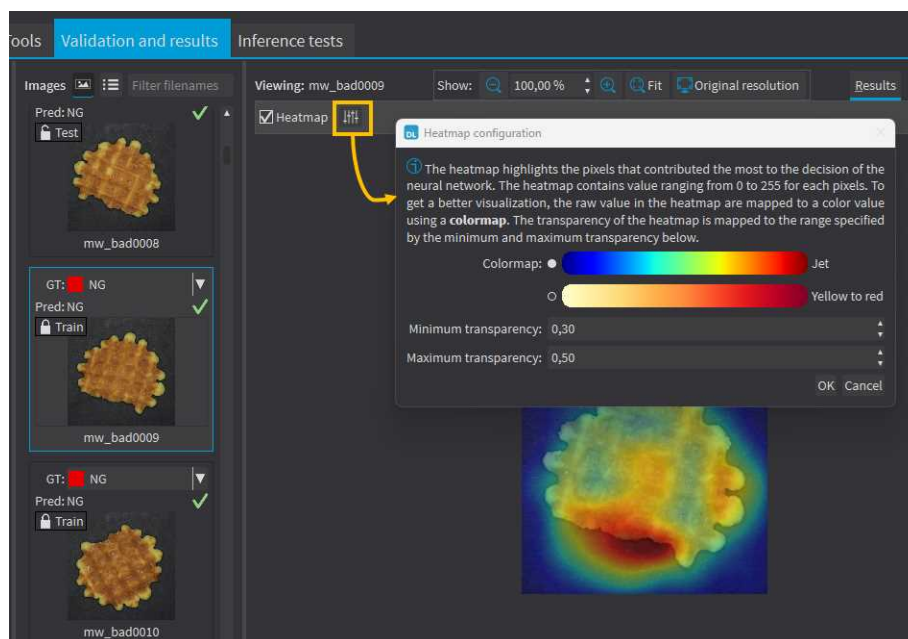 Tools Validation and results Inference tests
Images Filter filenames
Viewing: mw_bad0009 Show: 100,00 % Fit Original resolution Results
Heatmap
Pred: NG
Test
mw_bad0008
GT: NG
Pred: NG
Train
mw_bad0009
GT: NG
Pred: NG
Train
mw_bad0010
DL Heatmap configuration
The heatmap highlights the pixels that contributed the most to the decision of the
neural network. The heatmap contains value ranging from 0 to 255 for each pixels. To
get a better visualization, the raw value in the heatmap are mapped to a color value
using a colormap. The transparency of the heatmap is mapped to the range specified
by the minimum and maximum transparency below.
Colormap: Jet
Yellow to red
Minimum transparency: 0,30
Maximum transparency: 0,50
OK Cancel